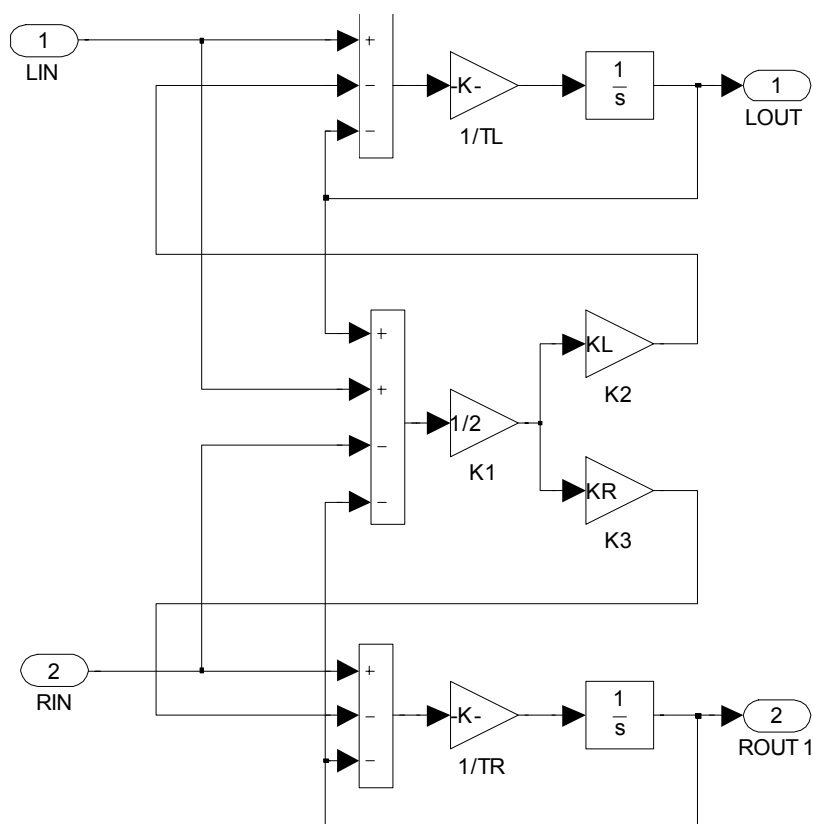 1
LIN
+
−
−
-K-
1/TL
1
s
1
LOUT
+
+
−
−
1/2
K1
KL
K2
KR
K3
2
RIN
+
−
−
-K-
1/TR
1
s
2
ROUT 1